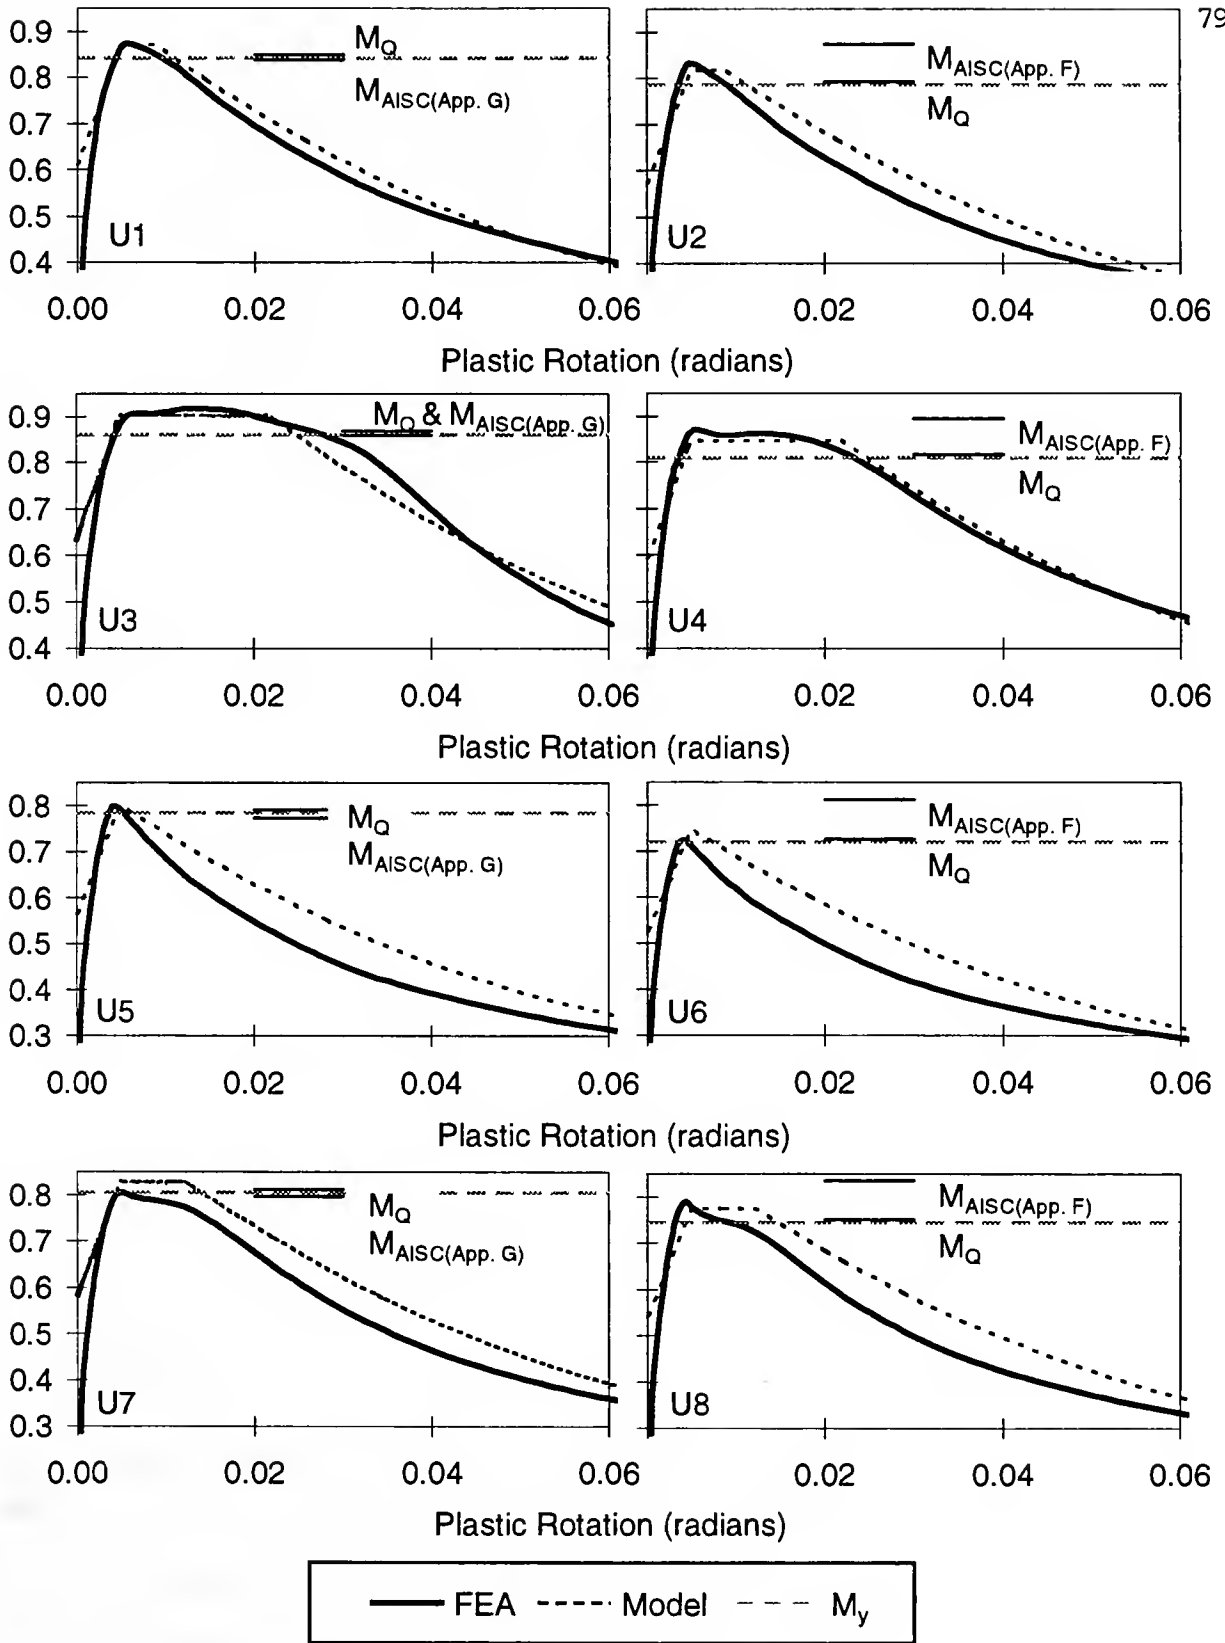 79
0.9
0.8
0.7
0.6
0.5
0.4
M_Q
M_AISC(App. G)
U1
M_AISC(App. F)
M_Q
U2
0.00 0.02 0.04 0.06
0.02 0.04 0.06
Plastic Rotation (radians)
0.9
0.8
0.7
0.6
0.5
0.4
M_Q & M_AISC(App. G)
U3
M_AISC(App. F)
M_Q
U4
0.00 0.02 0.04 0.06
0.02 0.04 0.06
Plastic Rotation (radians)
0.8
0.7
0.6
0.5
0.4
0.3
M_Q
M_AISC(App. G)
U5
M_AISC(App. F)
M_Q
U6
0.00 0.02 0.04 0.06
0.02 0.04 0.06
Plastic Rotation (radians)
0.8
0.7
0.6
0.5
0.4
0.3
M_Q
M_AISC(App. G)
U7
M_AISC(App. F)
M_Q
U8
0.00 0.02 0.04 0.06
0.02 0.04 0.06
Plastic Rotation (radians)
FEA Model M_y